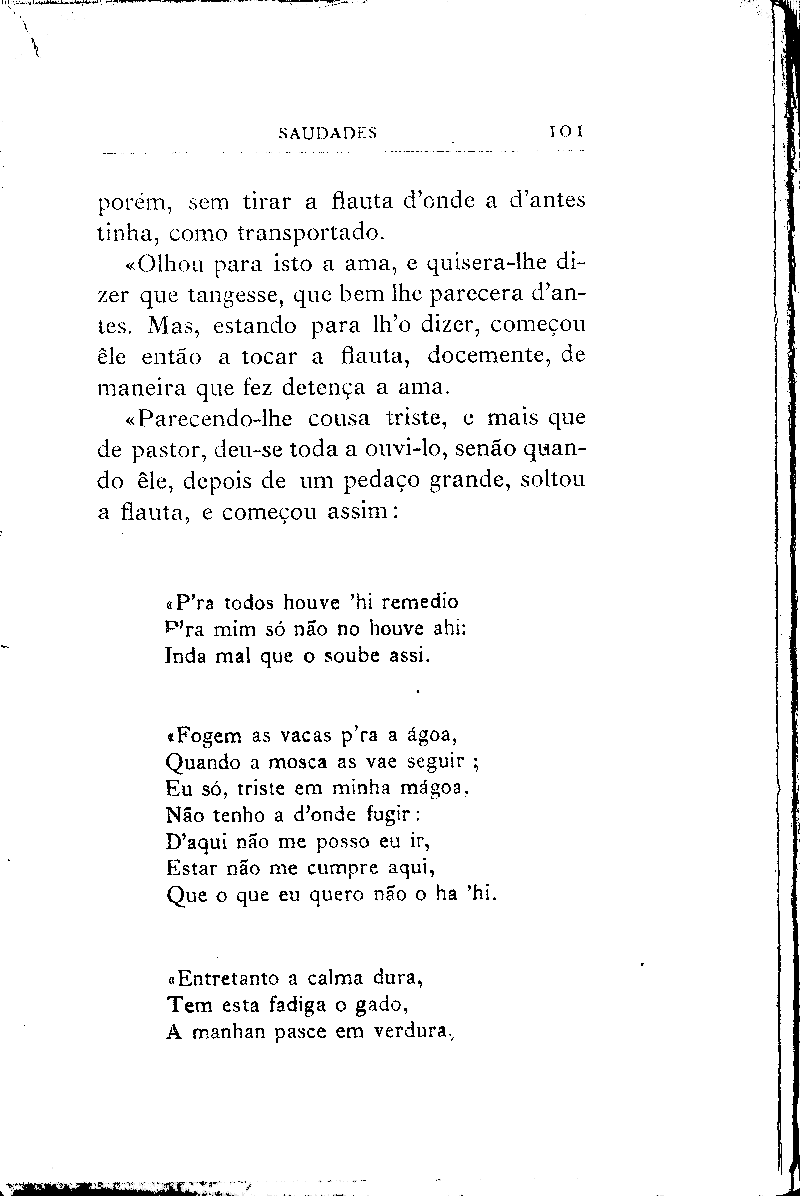 SAUDADES 101
porém, sem tirar a flauta d'onde a d'antes
tinha, como transportado.
«Olhou para isto a ama, e quisera-lhe di-
zer que tangesse, que bem lhe parecera d'an-
tes. Mas, estando para lh'o dizer, começou
êle então a tocar a flauta, docemente, de
maneira que fez detença a ama.
«Parecendo-lhe cousa triste, e mais que
de pastor, deu-se toda a ouvi-lo, senão quan-
do êle, depois de um pedaço grande, soltou
a flauta, e começou assim:
«P'ra todos houve 'hi remedio
P'ra mim só não no houve ahi:
Inda mal que o soube assi.
«Fogem as vacas p'ra a ágoa,
Quando a mosca as vae seguir ;
Eu só, triste em minha mágoa,
Não tenho a d'onde fugir:
D'aqui não me posso eu ir,
Estar não me cumpre aqui,
Que o que eu quero não o ha 'hi.
«Entretanto a calma dura,
Tem esta fadiga o gado,
A manhan pasce em verdura,